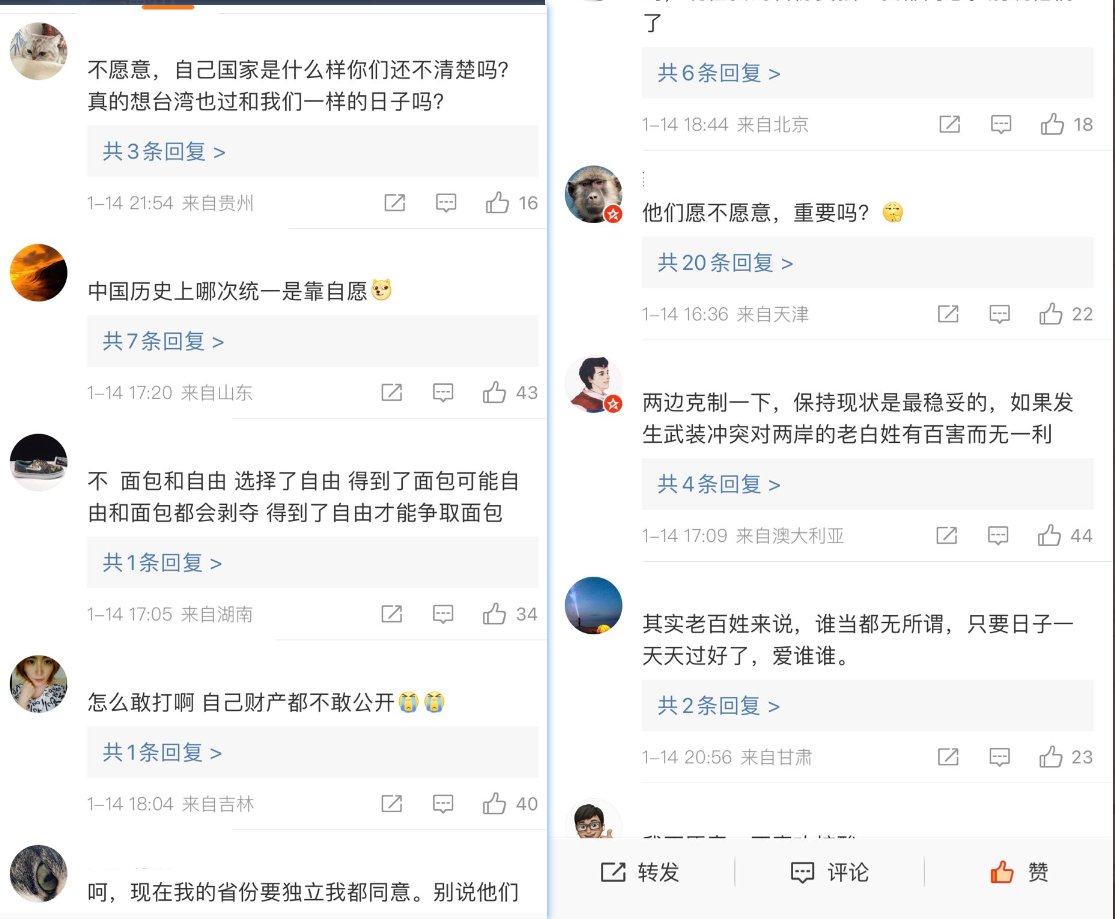 不愿意，自己国家是什么样你们还不清楚吗？
真的想台湾也过和我们一样的日子吗？
共3条回复 >
1-14 21:54 来自贵州
16
中国历史上哪次统一是靠自愿
共7条回复 >
1-14 17:20 来自山东
43
不 面包和自由 选择了自由 得到了面包可能自
由和面包都会剥夺 得到了自由才能争取面包
共1条回复 >
1-14 17:05 来自湖南
34
怎么敢打啊 自己财产都不敢公开
共1条回复 >
1-14 18:04 来自吉林
40
呵，现在我的省份要独立我都同意。别说他们
了
共6条回复 >
1-14 18:44 来自北京
18
他们愿不愿意，重要吗？
共20条回复 >
1-14 16:36 来自天津
22
两边克制一下，保持现状是最稳妥的，如果发
生武装冲突对两岸的老白姓有百害而无一利
共4条回复 >
1-14 17:09 来自澳大利亚
44
其实老百姓来说，谁当都无所谓，只要日子一
天天过好了，爱谁谁。
共2条回复 >
1-14 20:56 来自甘肃
23
转发
评论
赞